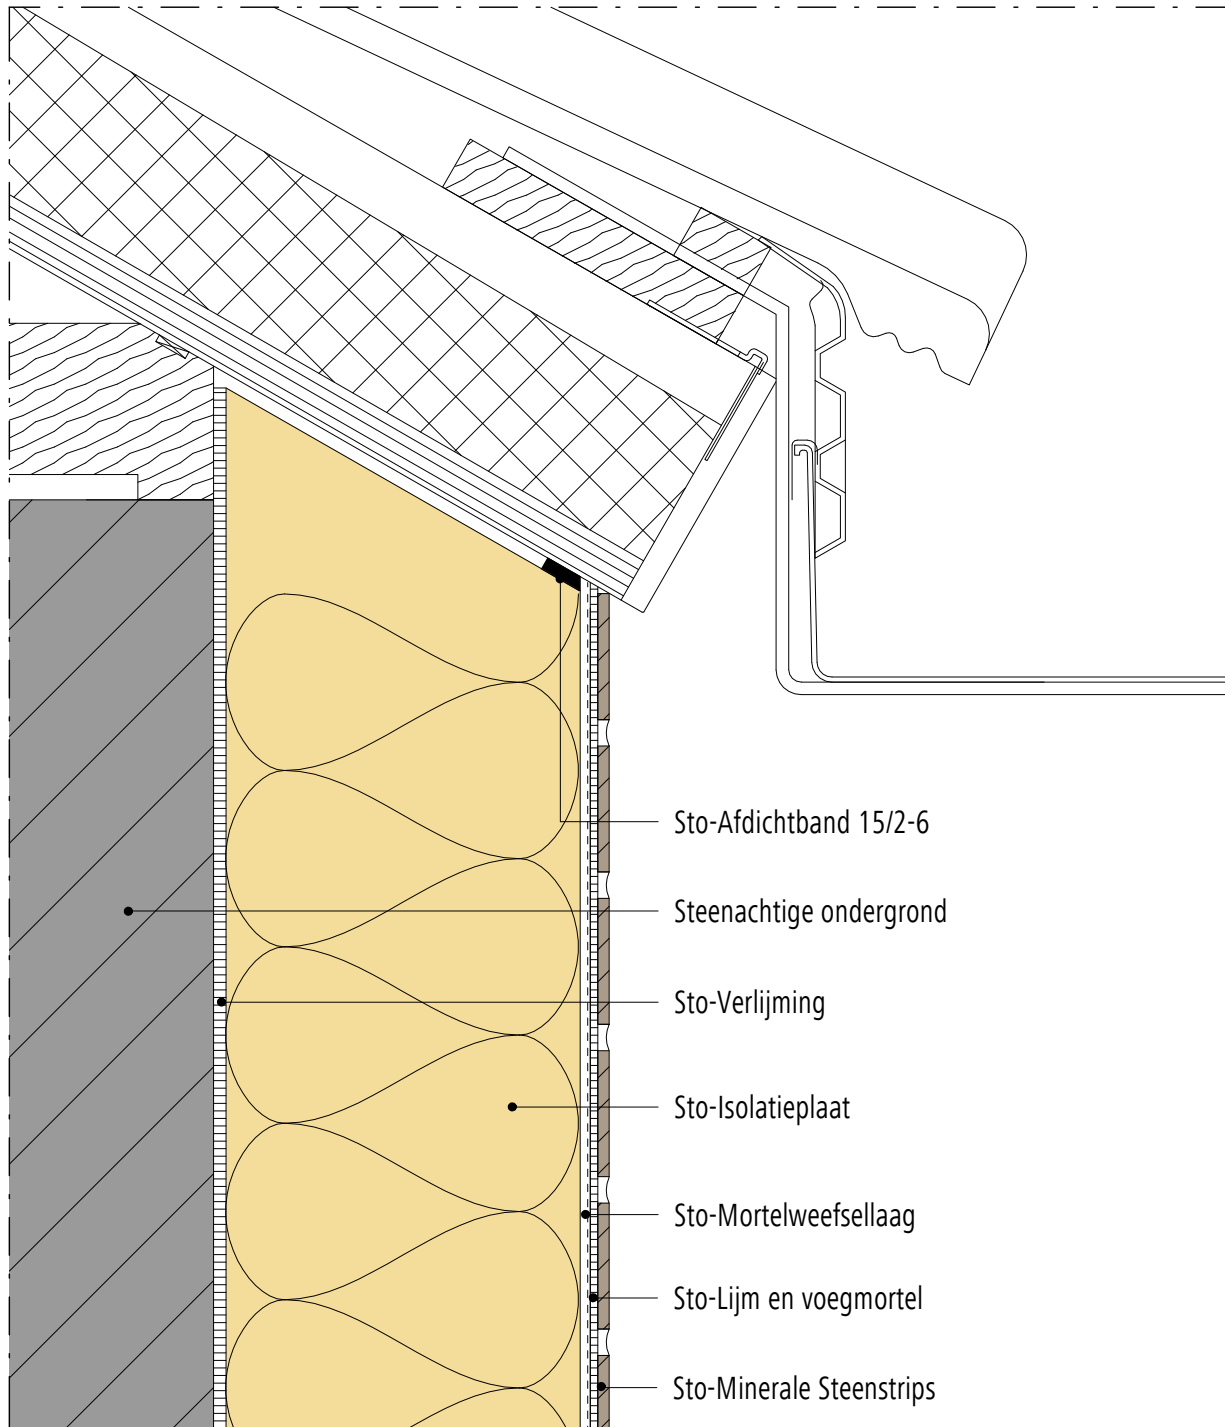 Sto-Afdichtband 15/2-6
Steenachtige ondergrond
Sto-Verlijming
Sto-Isolatieplaat
Sto-Mortelweefsellaag
Sto-Lijm en voegmortel
Sto-Minerale Steenstrips